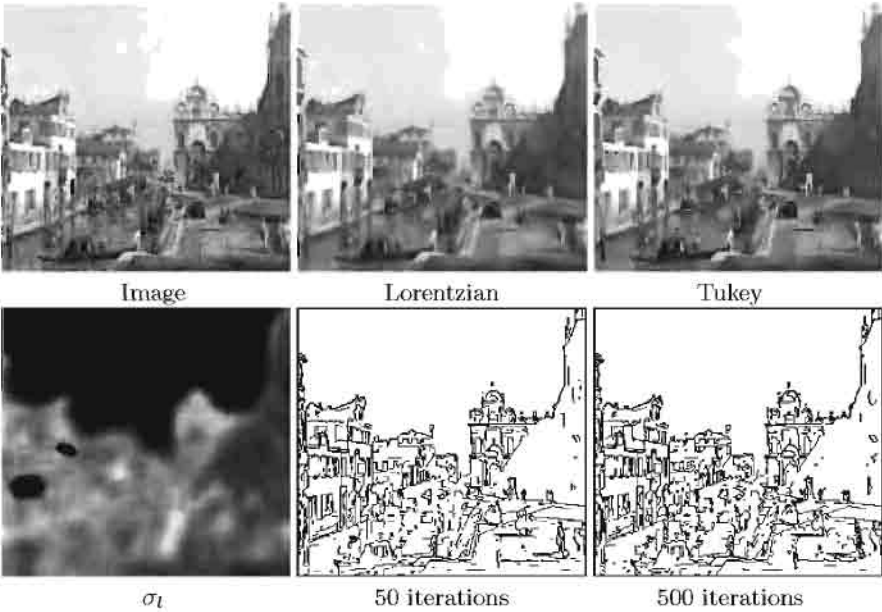 Image
Lorentzian
Tukey
σ_l
50 iterations
500 iterations